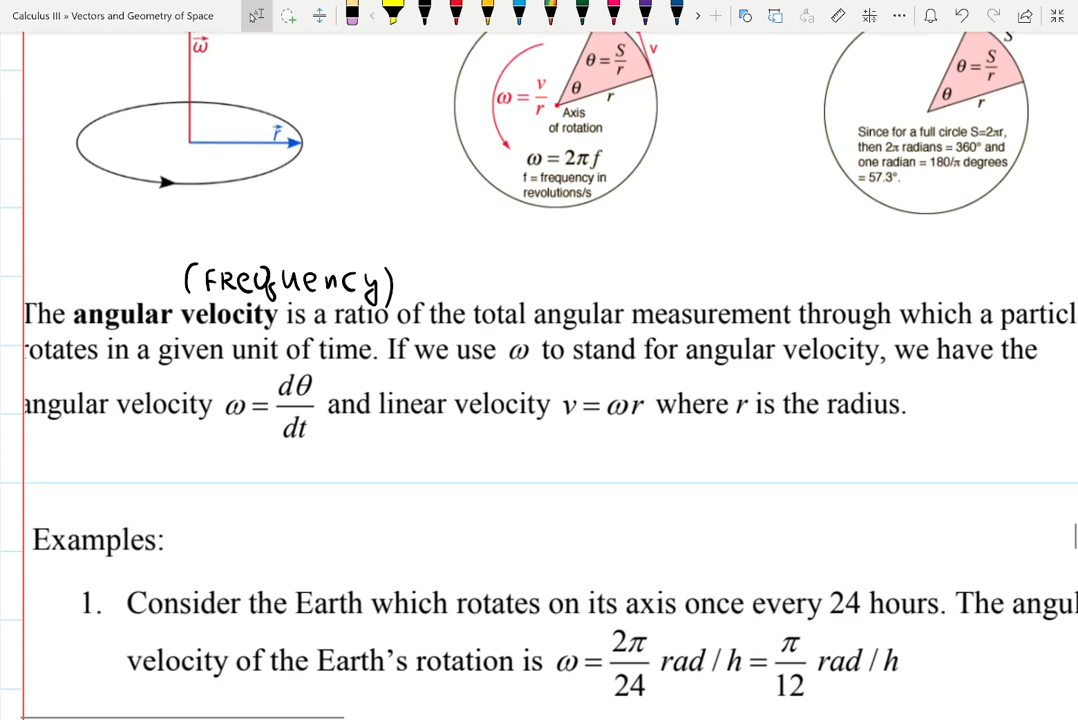 Calculus III » Vectors and Geometry of Space
ω⃗
r⃗
ω = v/r
θ = S/r
v
θ
r
Axis
of rotation
ω = 2πf
f = frequency in
revolutions/s
S
θ = S/r
θ
r
Since for a full circle S=2πr,
then 2π radians = 360° and
one radian = 180/π degrees
= 57.3°.
(FREQUENCY)
The angular velocity is a ratio of the total angular measurement through which a particl
rotates in a given unit of time. If we use ω to stand for angular velocity, we have the
angular velocity ω = dθ/dt and linear velocity v = ωr where r is the radius.
Examples:
1. Consider the Earth which rotates on its axis once every 24 hours. The angul
velocity of the Earth's rotation is ω = 2π/24 rad / h = π/12 rad / h